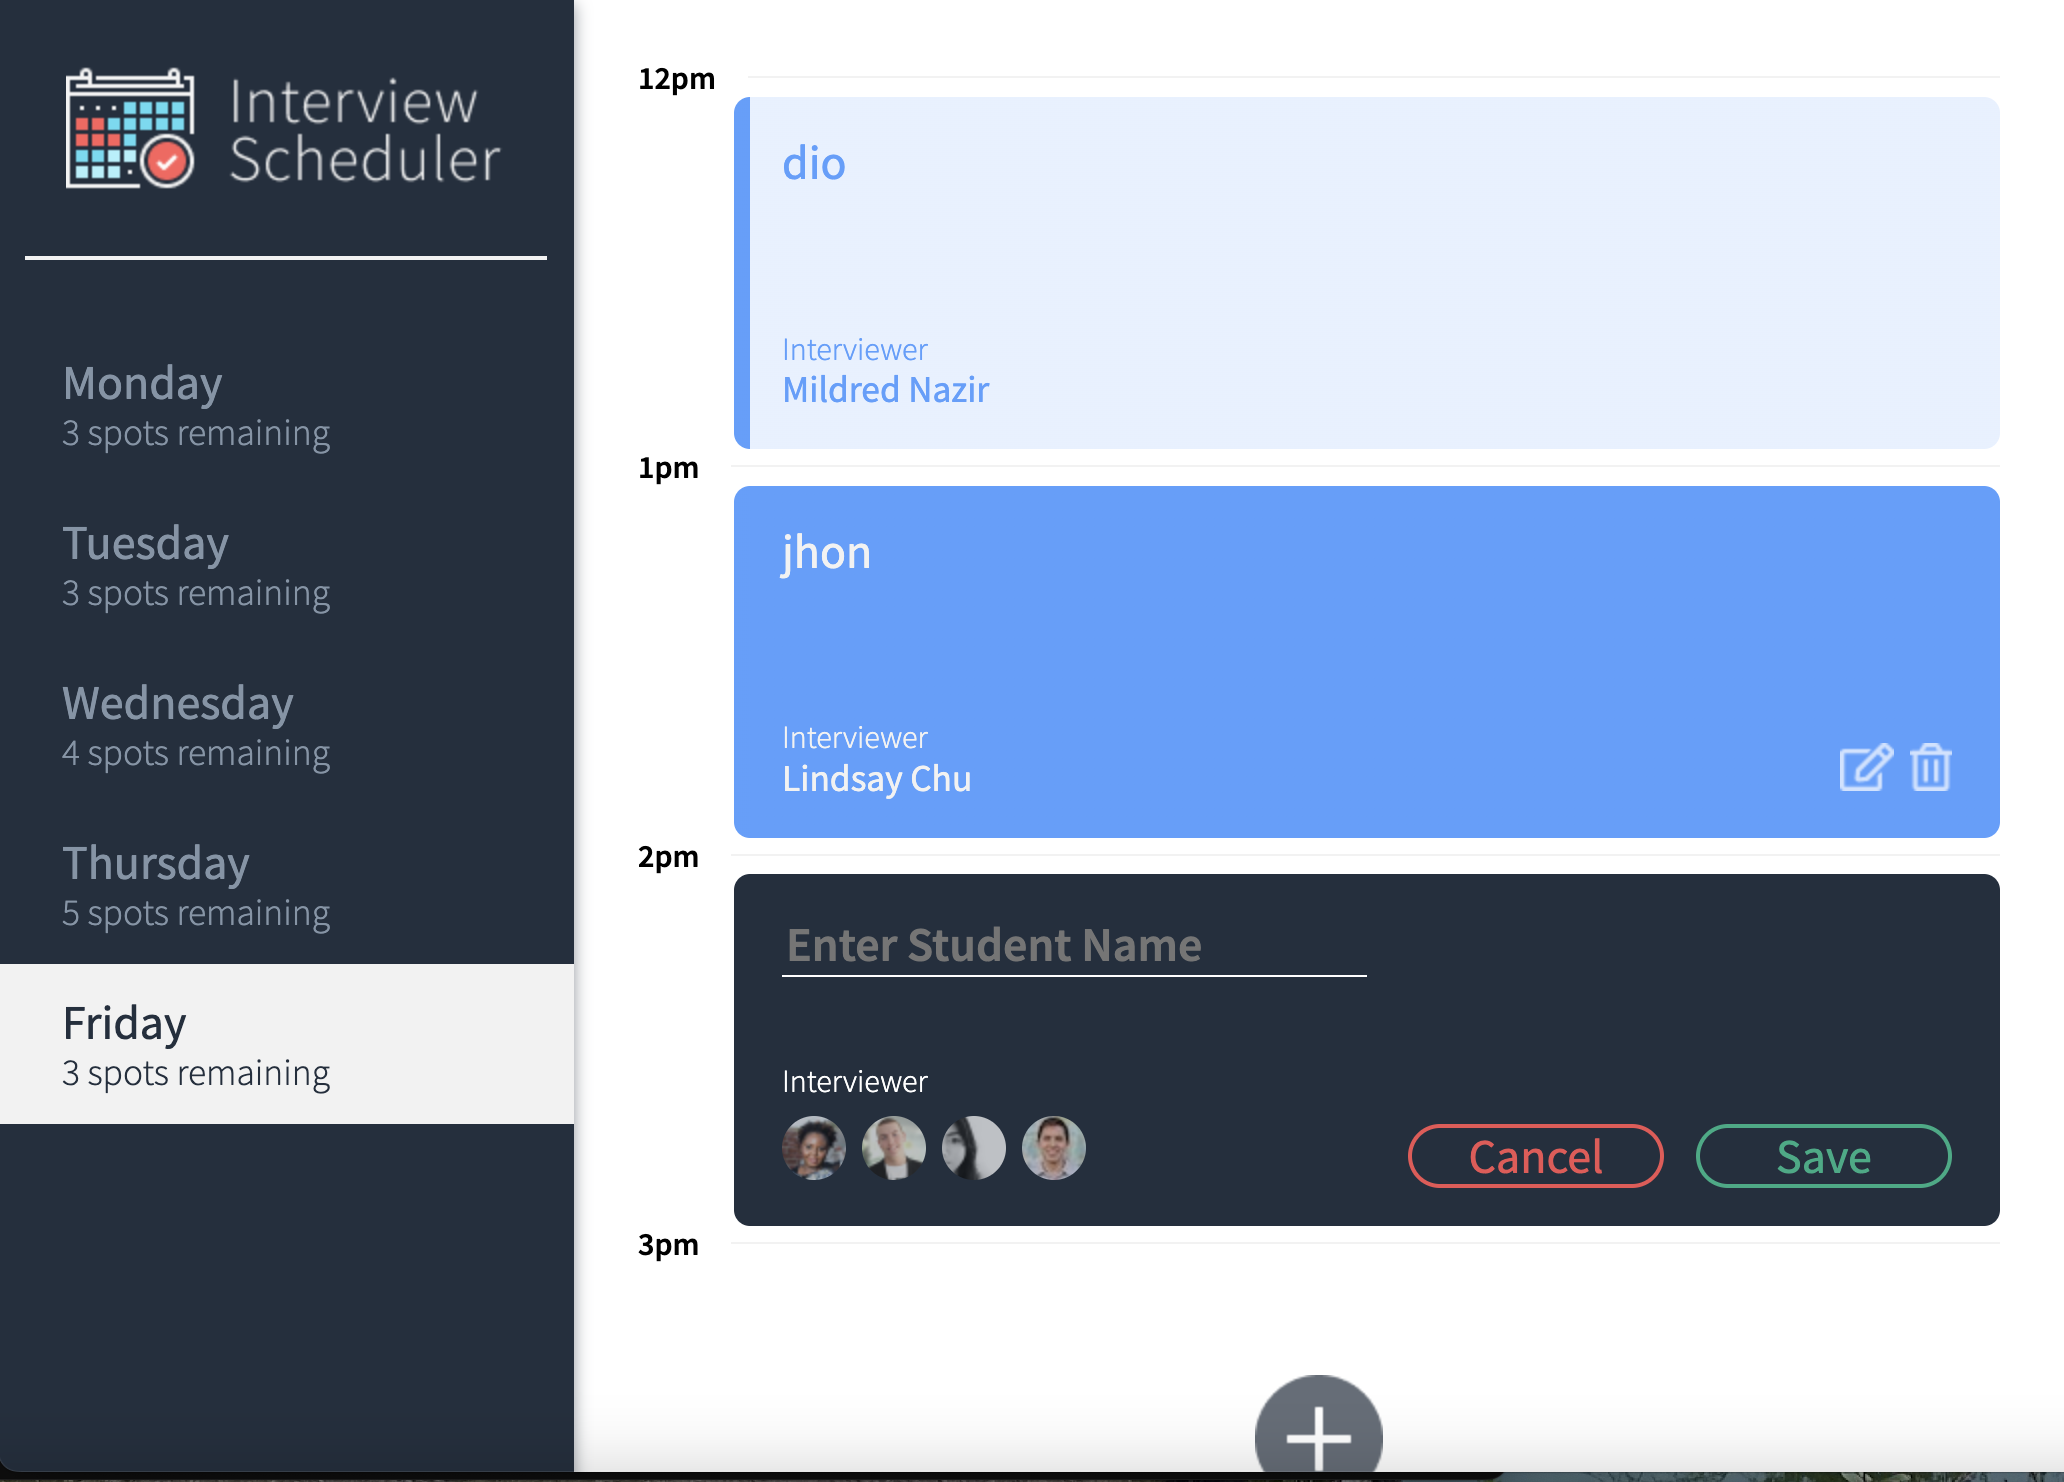 Interview
Scheduler
Monday
3 spots remaining
Tuesday
3 spots remaining
Wednesday
4 spots remaining
Thursday
5 spots remaining
Friday
3 spots remaining
12pm
dio
Interviewer
Mildred Nazir
1pm
jhon
Interviewer
Lindsay Chu
2pm
Enter Student Name
Interviewer
Cancel
Save
3pm